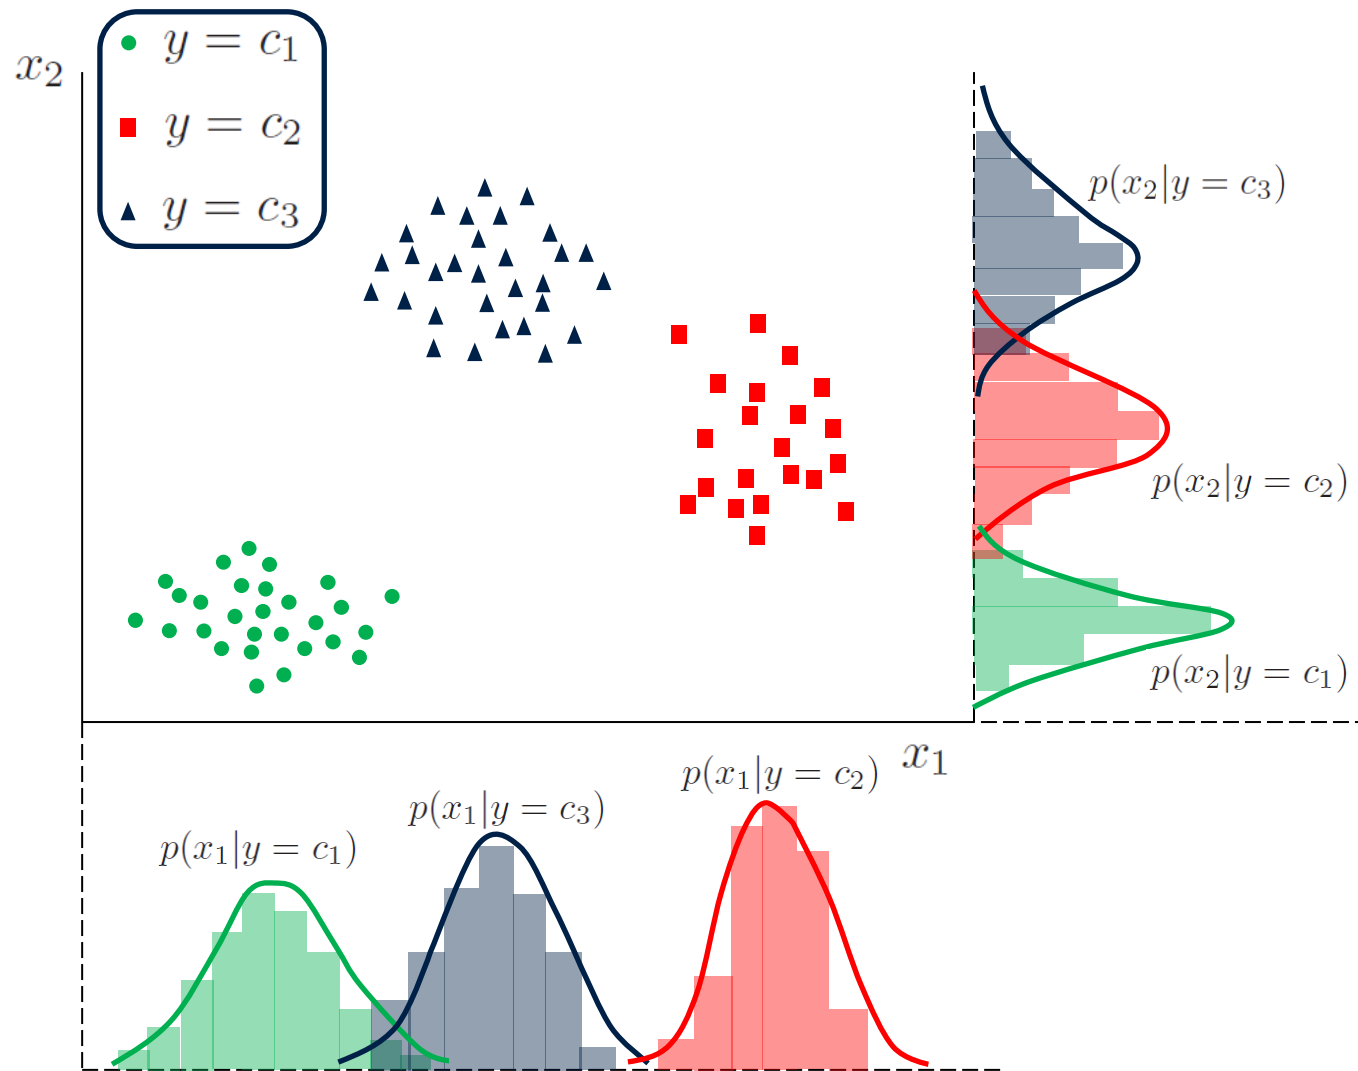 y = c₁
x₂
y = c₂
y = c₃
p(x₂|y = c₃)
p(x₂|y = c₂)
p(x₂|y = c₁)
x₁
p(x₁|y = c₂)
p(x₁|y = c₃)
p(x₁|y = c₁)